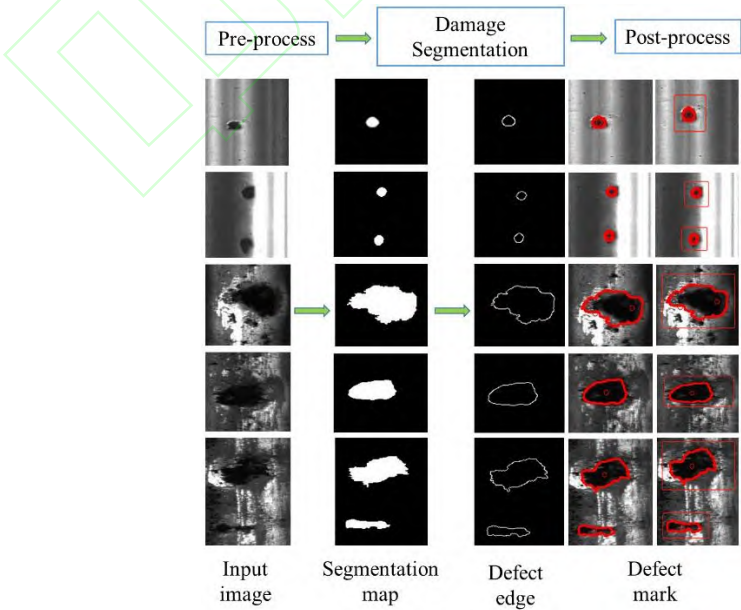 Pre-process
Damage
Segmentation
Post-process
Input
image
Segmentation
map
Defect
edge
Defect
mark